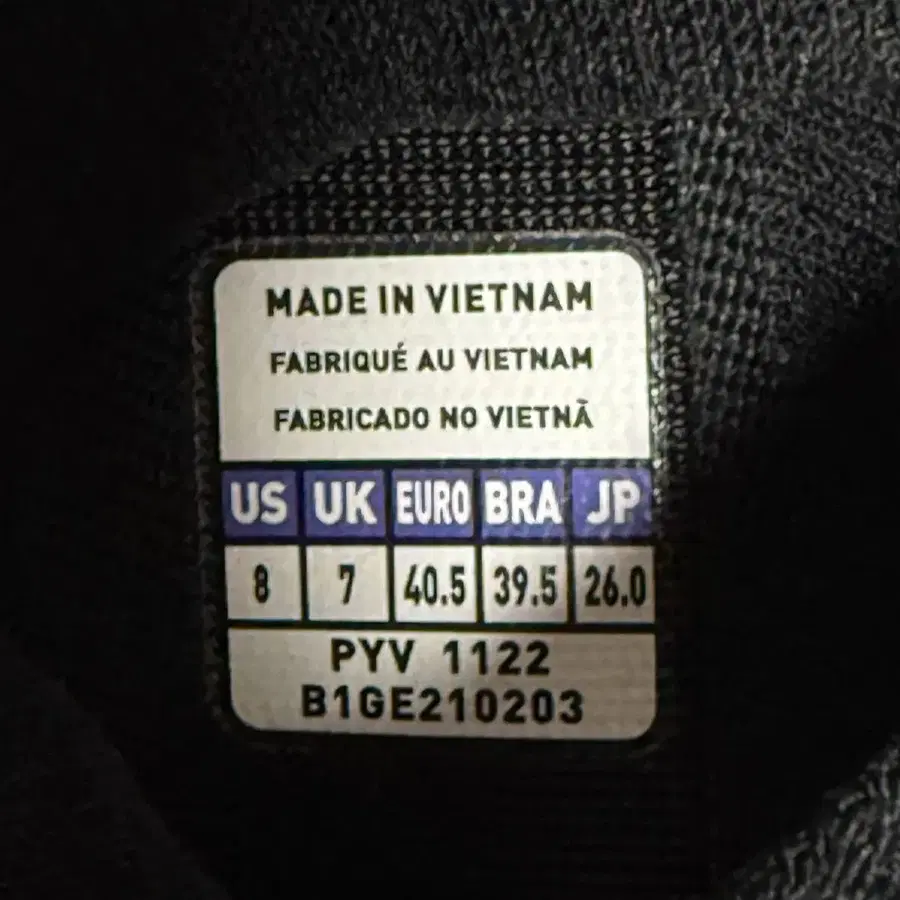 MADE IN VIETNAM
FABRIQUÉ AU VIETNAM
FABRICADO NO VIETNÃ
US UK EURO BRA JP
8 7 40.5 39.5 26.0
PYV 1122
B1GE210203